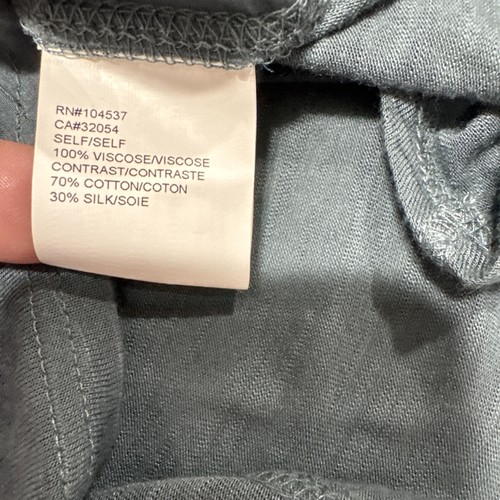 RN#104537
CA#32054
SELF/SELF
100% VISCOSE/VISCOSE
CONTRAST/CONTRASTE
70% COTTON/COTON
30% SILK/SOIE